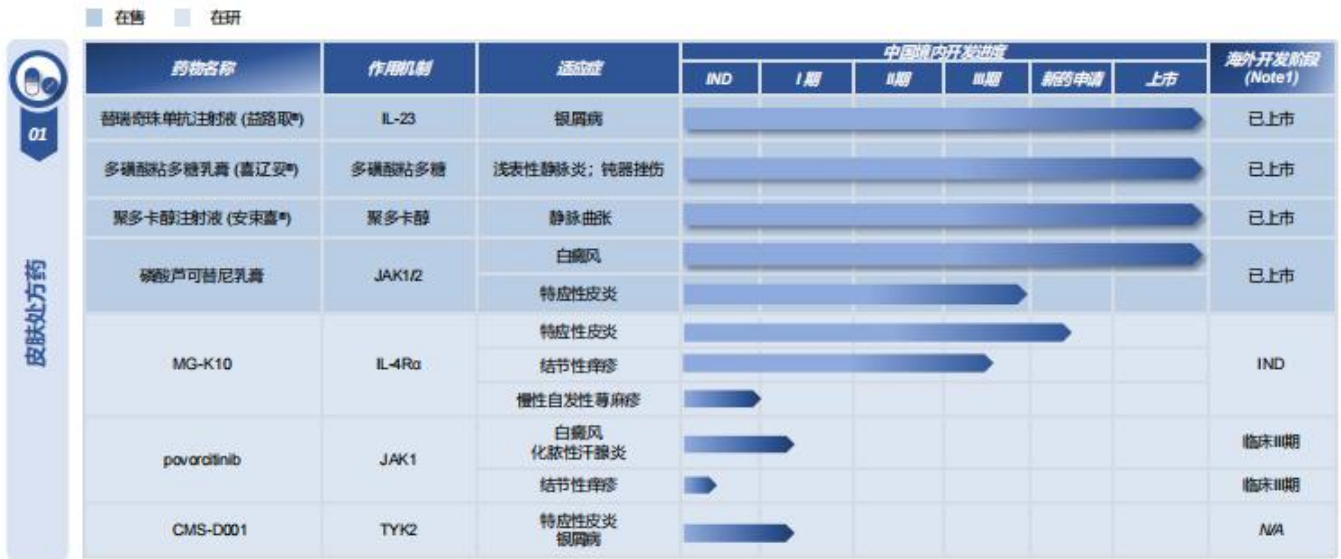 在售 在研
01
皮肤处方药
药物名称 作用机制 适应症 中国境内开发进度 海外开发阶段
(Note1)
IND I 期 II期 III期 新药申请 上市
替瑞奇珠单抗注射液 (益路取®) IL-23 银屑病 已上市
多磺酸粘多糖乳膏 (喜辽妥®) 多磺酸粘多糖 浅表性静脉炎；钝器挫伤 已上市
聚多卡醇注射液 (安束喜®) 聚多卡醇 静脉曲张 已上市
磷酸芦可替尼乳膏 JAK1/2 白癜风 已上市
特应性皮炎
MG-K10 IL-4Rα 特应性皮炎 IND
结节性痒疹
慢性自发性荨麻疹
povorcitinib JAK1 白癜风
化脓性汗腺炎 临床III期
结节性痒疹 临床III期
CMS-D001 TYK2 特应性皮炎
银屑病 N/A